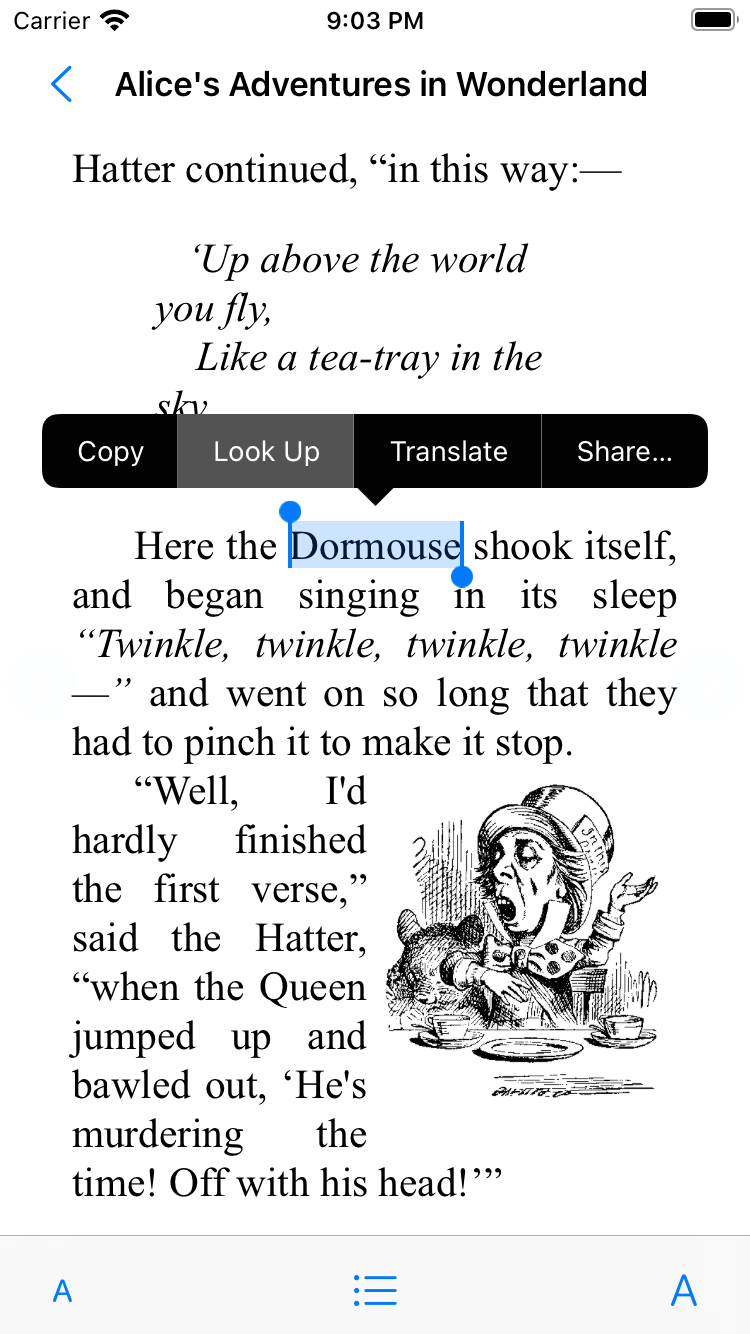 Carrier 9:03 PM
Alice's Adventures in Wonderland
Hatter continued, “in this way:—
‘Up above the world
you fly,
Like a tea-tray in the
sky
Copy Look Up Translate Share...
Here the Dormouse shook itself,
and began singing in its sleep
“Twinkle, twinkle, twinkle, twinkle
—” and went on so long that they
had to pinch it to make it stop.
“Well, I'd
hardly finished
the first verse,”
said the Hatter,
“when the Queen
jumped up and
bawled out, ‘He's
murdering the
time! Off with his head!’”
A A